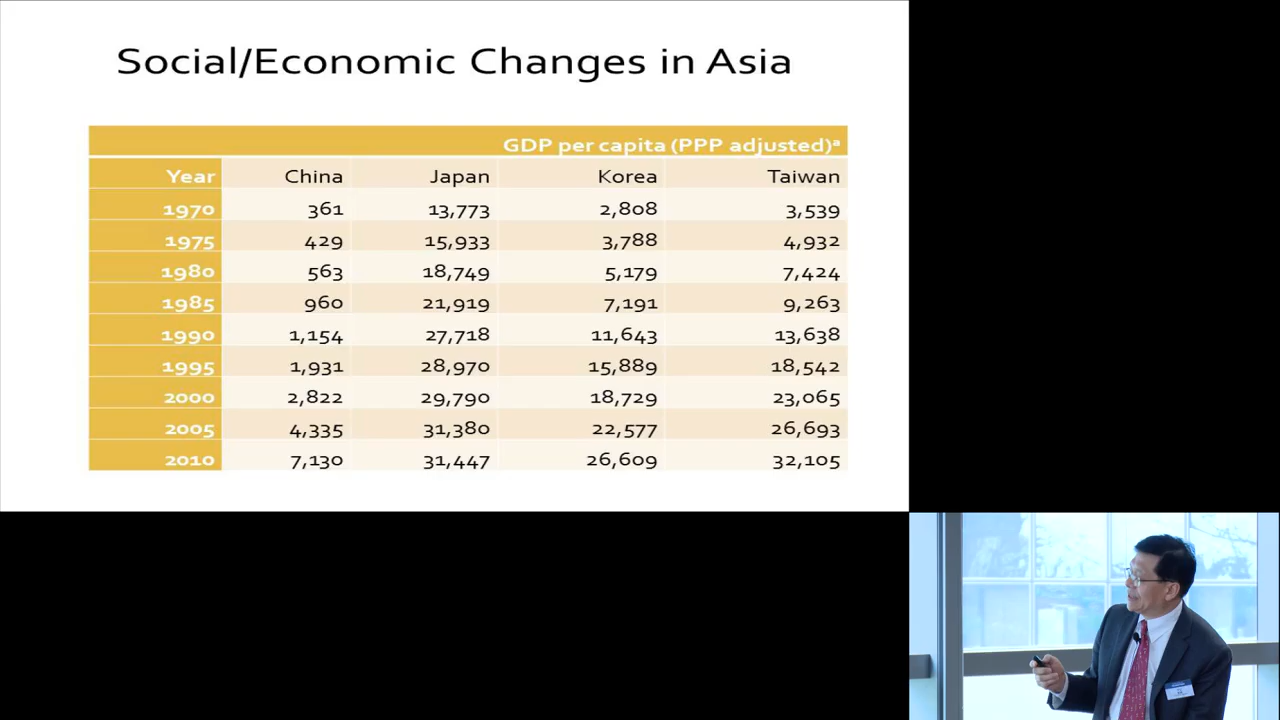 Social/Economic Changes in Asia
GDP per capita (PPP adjusted)ᵃ
Year China Japan Korea Taiwan
1970 361 13,773 2,808 3,539
1975 429 15,933 3,788 4,932
1980 563 18,749 5,179 7,424
1985 960 21,919 7,191 9,263
1990 1,154 27,718 11,643 13,638
1995 1,931 28,970 15,889 18,542
2000 2,822 29,790 18,729 23,065
2005 4,335 31,380 22,577 26,693
2010 7,130 31,447 26,609 32,105